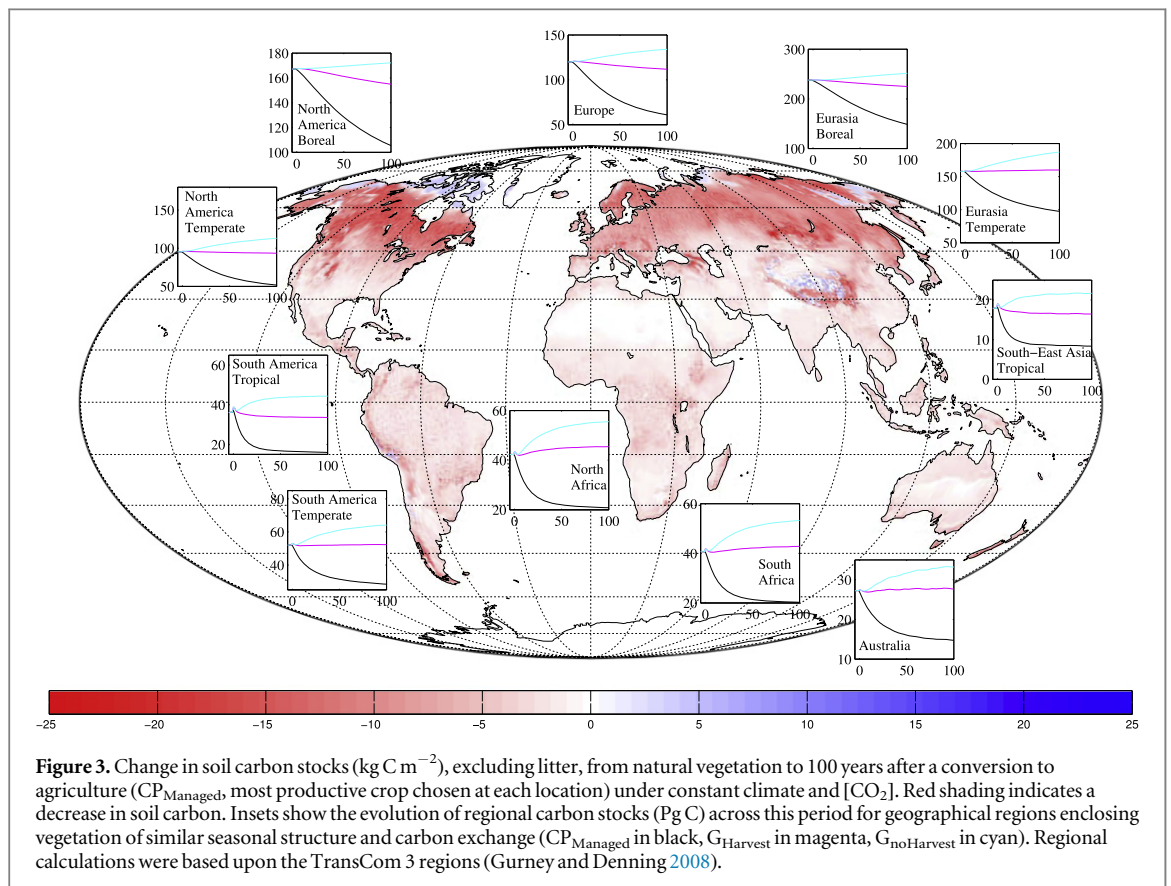 180
160
140
120
100
North
America
Boreal
0
50
100
150
100
50
Europe
0
50
100
300
200
100
Eurasia
Boreal
0
50
100
200
150
100
50
Eurasia
Temperate
0
50
100
North
America
Temperate
150
100
50
0
50
100
20
10
0
South−East Asia
Tropical
0
50
100
South America
Tropical
60
40
20
0
50
100
60
40
20
North
Africa
0
50
100
South America
Temperate
80
60
40
0
50
100
60
40
20
South
Africa
0
50
100
30
20
10
Australia
0
50
100
−25 −20 −15 −10 −5 0 5 10 15 20 25
Figure 3. Change in soil carbon stocks (kg C m−2), excluding litter, from natural vegetation to 100 years after a conversion to
agriculture (CPManaged, most productive crop chosen at each location) under constant climate and [CO2]. Red shading indicates a
decrease in soil carbon. Insets show the evolution of regional carbon stocks (Pg C) across this period for geographical regions enclosing
vegetation of similar seasonal structure and carbon exchange (CPManaged in black, GHarvest in magenta, GnoHarvest in cyan). Regional
calculations were based upon the TransCom 3 regions (Gurney and Denning 2008).